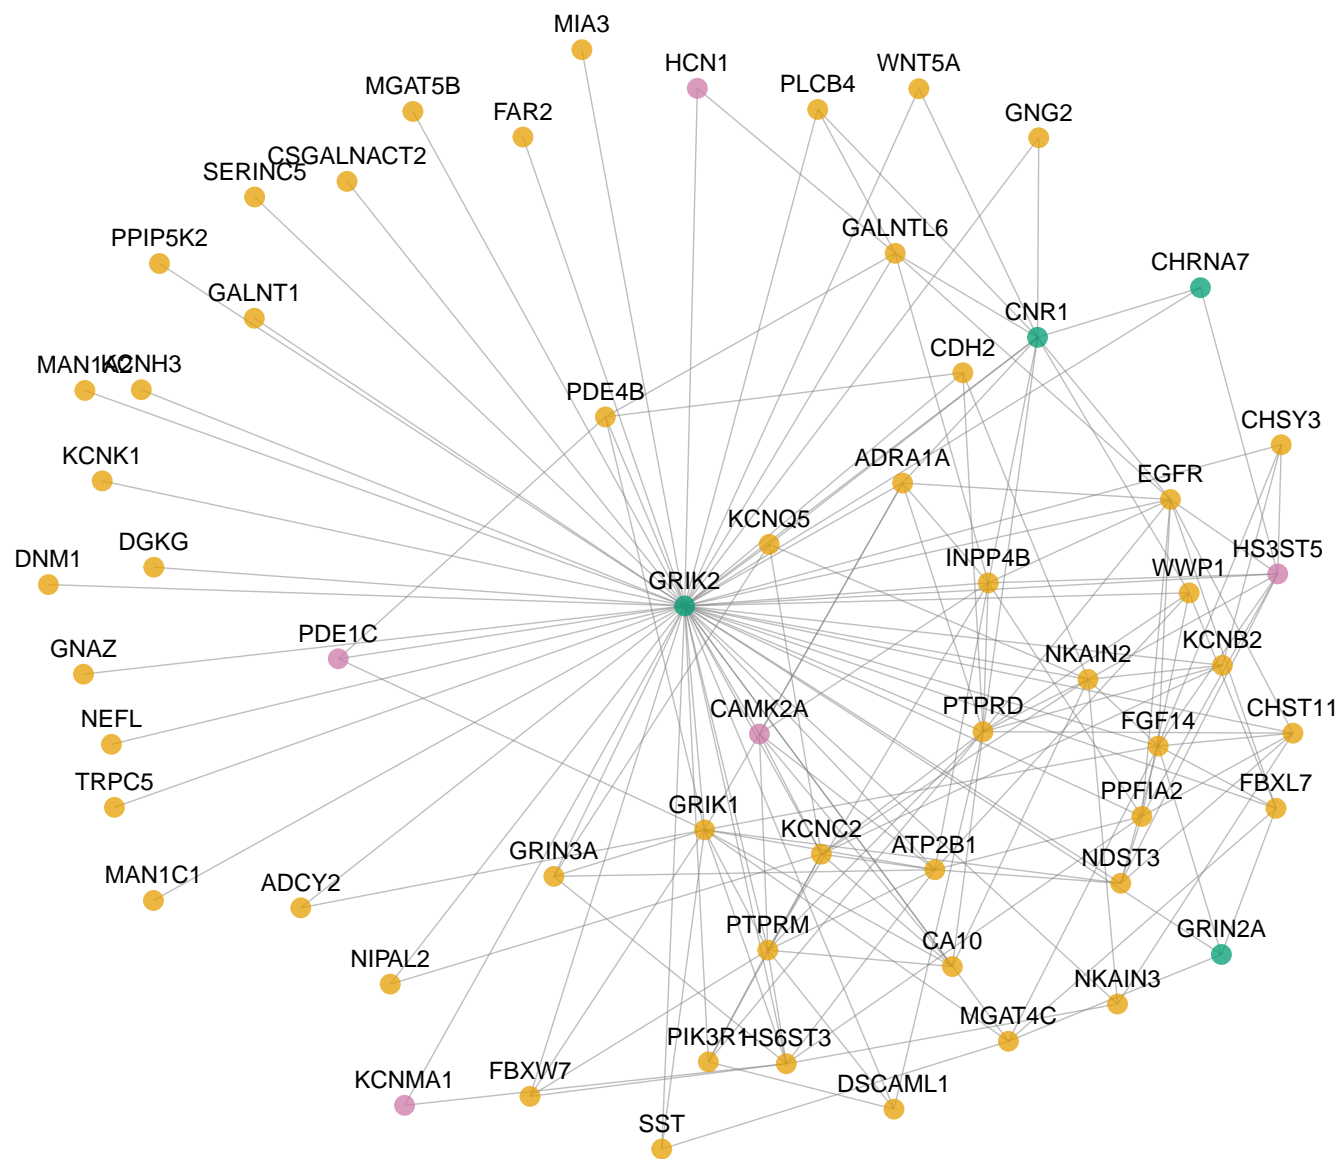 MIA3
HCN1
WNT5A
PLCB4
MGAT5B
FAR2
GNG2
CSGALNACT2
SERINC5
GALNTL6
PPIP5K2
CHRNA7
GALNT1
CNR1
CDH2
MAN1A2
KCNH3
PDE4B
CHSY3
KCNK1
ADRA1A
EGFR
KCNQ5
DGKG
DNM1
INPP4B
HS3ST5
WWP1
GRIK2
PDE1C
GNAZ
NKAIN2
KCNB2
NEFL
CAMK2A
PTPRD
FGF14
CHST11
TRPC5
GRIK1
PPFIA2
FBXL7
KCNC2
ATP2B1
GRIN3A
NDST3
MAN1C1
ADCY2
PTPRM
CA10
GRIN2A
NIPAL2
NKAIN3
MGAT4C
PIK3R1
HS6ST3
KCNMA1
FBXW7
DSCAML1
SST